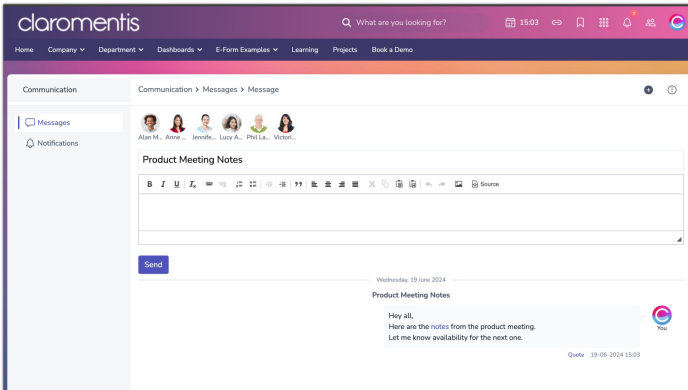 claromentis
What are you looking for?
15:03
7
Home Company Department Dashboards E-Form Examples Learning Projects Book a Demo
Communication
Communication > Messages > Message
Messages
Notifications
Alan M... Anne ... Jennife... Lucy A... Phil La... Victori...
Product Meeting Notes
B I U Source
Send
Wednesday, 19 June 2024
Product Meeting Notes
Hey all,
Here are the notes from the product meeting.
Let me know availability for the next one.
You
Quote 19-06-2024 15:03